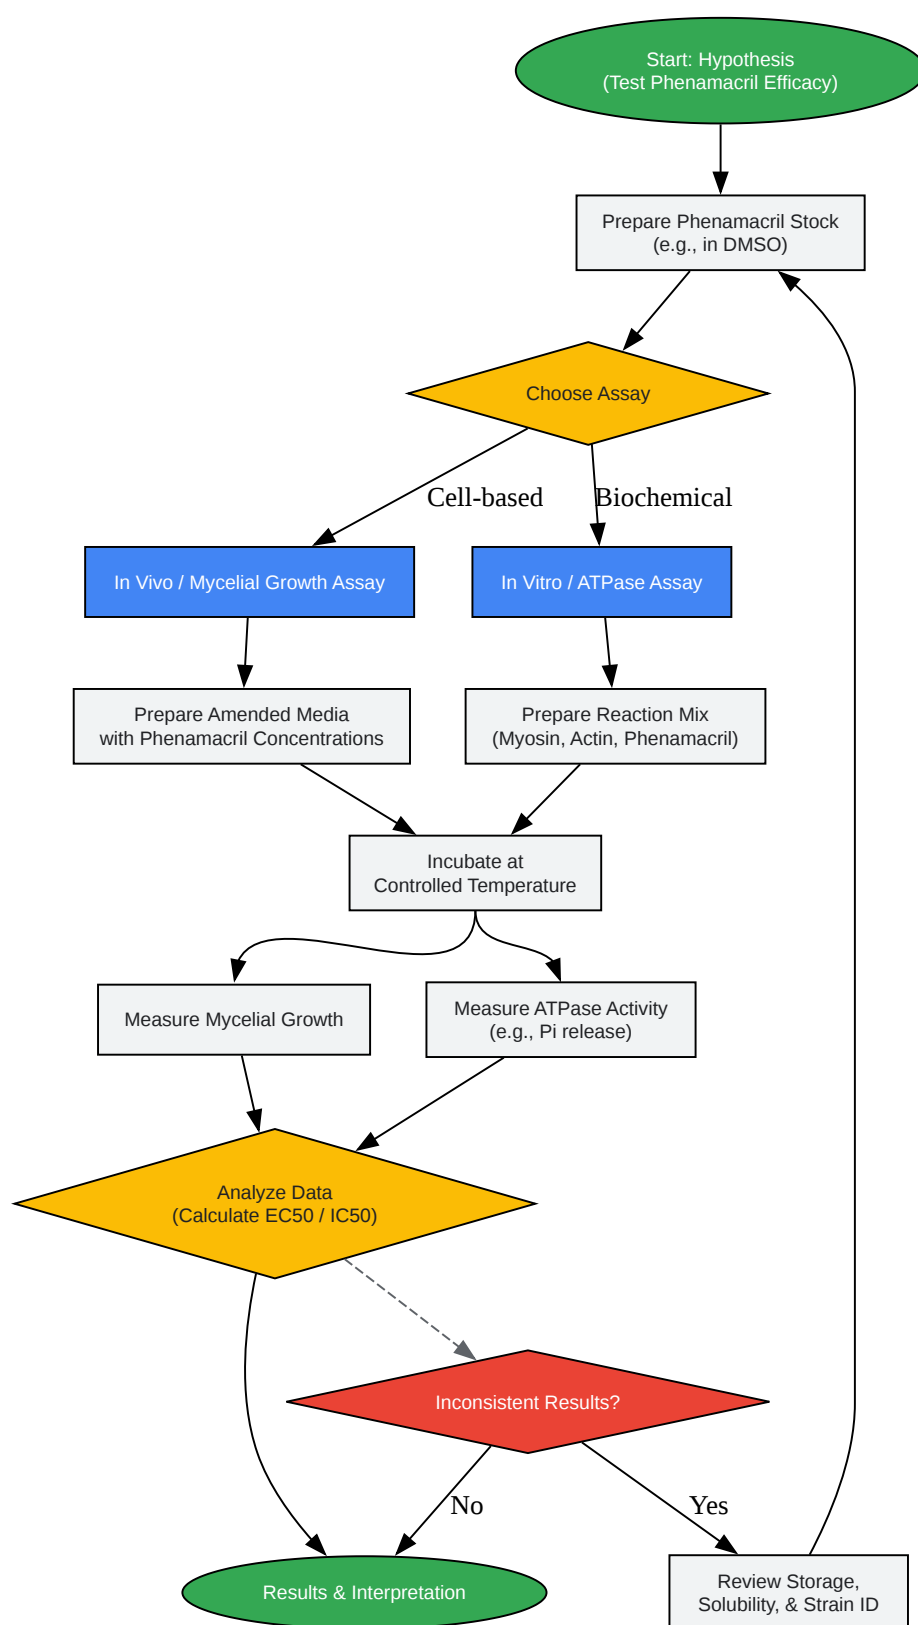 Start: Hypothesis
(Test Phenamacril Efficacy)
Prepare Phenamacril Stock
(e.g., in DMSO)
Choose Assay
Cell-based
Biochemical
In Vivo / Mycelial Growth Assay
In Vitro / ATPase Assay
Prepare Amended Media
with Phenamacril Concentrations
Prepare Reaction Mix
(Myosin, Actin, Phenamacril)
Incubate at
Controlled Temperature
Measure Mycelial Growth
Measure ATPase Activity
(e.g., Pi release)
Analyze Data
(Calculate EC50 / IC50)
Inconsistent Results?
No
Yes
Results & Interpretation
Review Storage,
Solubility, & Strain ID